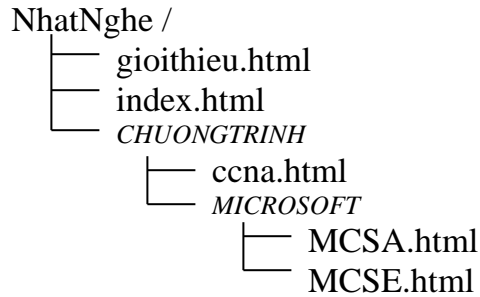 NhatNghe /
gioithieu.html
index.html
CHUONGTRINH
ccna.html
MICROSOFT
MCSA.html
MCSE.html